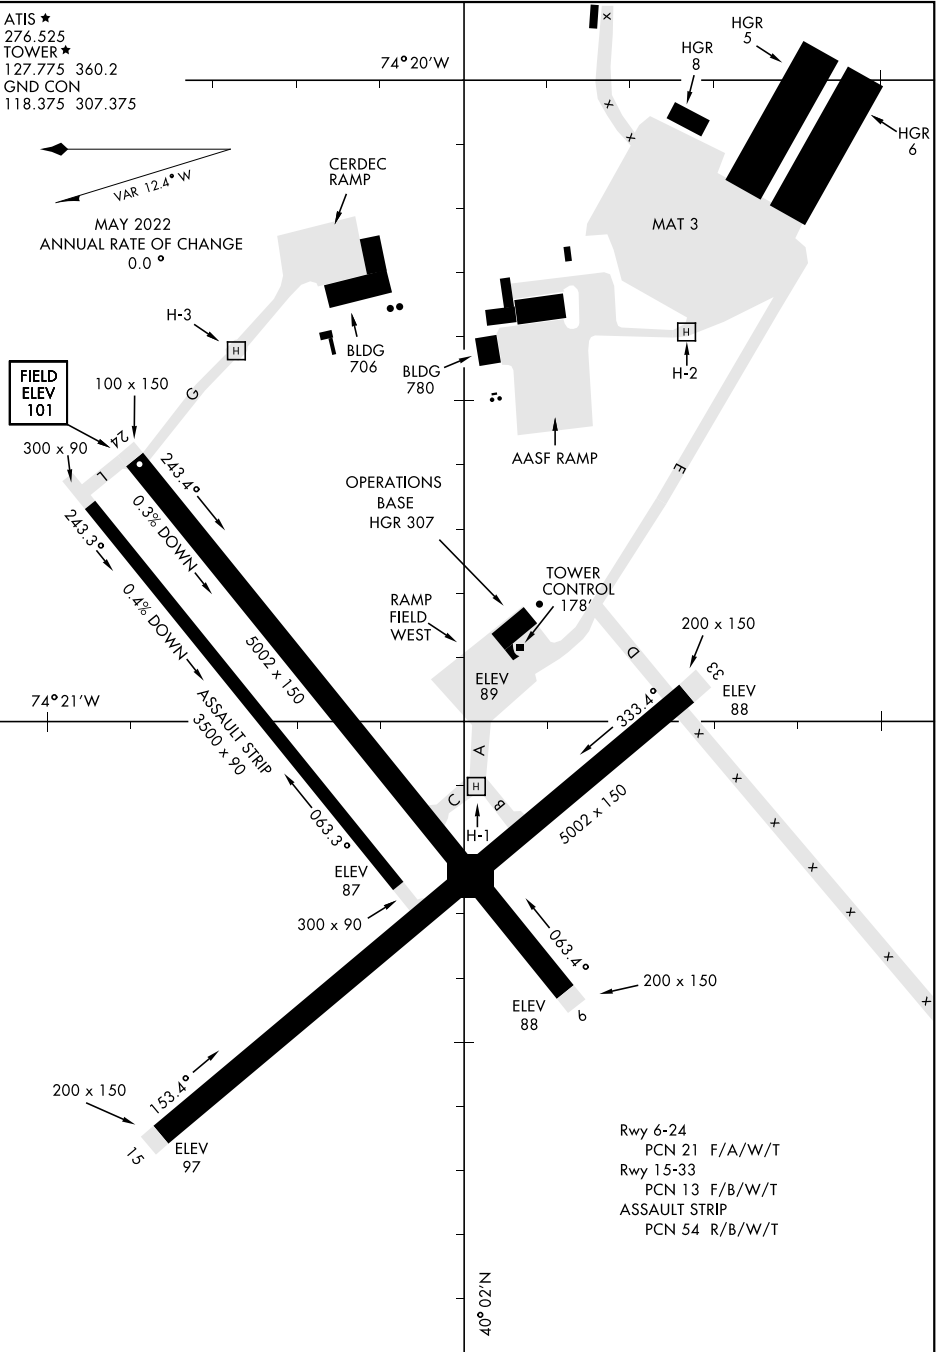 ATIS ★
276.525
TOWER ★
127.775 360.2
GND CON
118.375 307.375
74°20'W
HGR
5
HGR
8
HGR
6
X
X
X
VAR 12.4° W
MAY 2022
ANNUAL RATE OF CHANGE
0.0°
CERDEC
RAMP
MAT 3
H-3
H
BLDG
706
BLDG
780
H
H-2
FIELD
ELEV
101
100 x 150
G
300 x 90
24
L
AASF RAMP
243.4°
0.3% DOWN
243.3°
0.4% DOWN
E
OPERATIONS
BASE
HGR 307
TOWER
CONTROL
178'
RAMP
FIELD
WEST
200 x 150
D
33
5002 x 150
ELEV
89
ELEV
88
74°21'W
ASSAULT STRIP
3500 x 90
333.4°
A
X
X
X
X
X
X
X
C
H
B
H-1
5002 x 150
063.3°
ELEV
87
300 x 90
063.4°
200 x 150
ELEV
88
6
153.4°
200 x 150
15
ELEV
97
Rwy 6-24
PCN 21 F/A/W/T
Rwy 15-33
PCN 13 F/B/W/T
ASSAULT STRIP
PCN 54 R/B/W/T
40°02'N